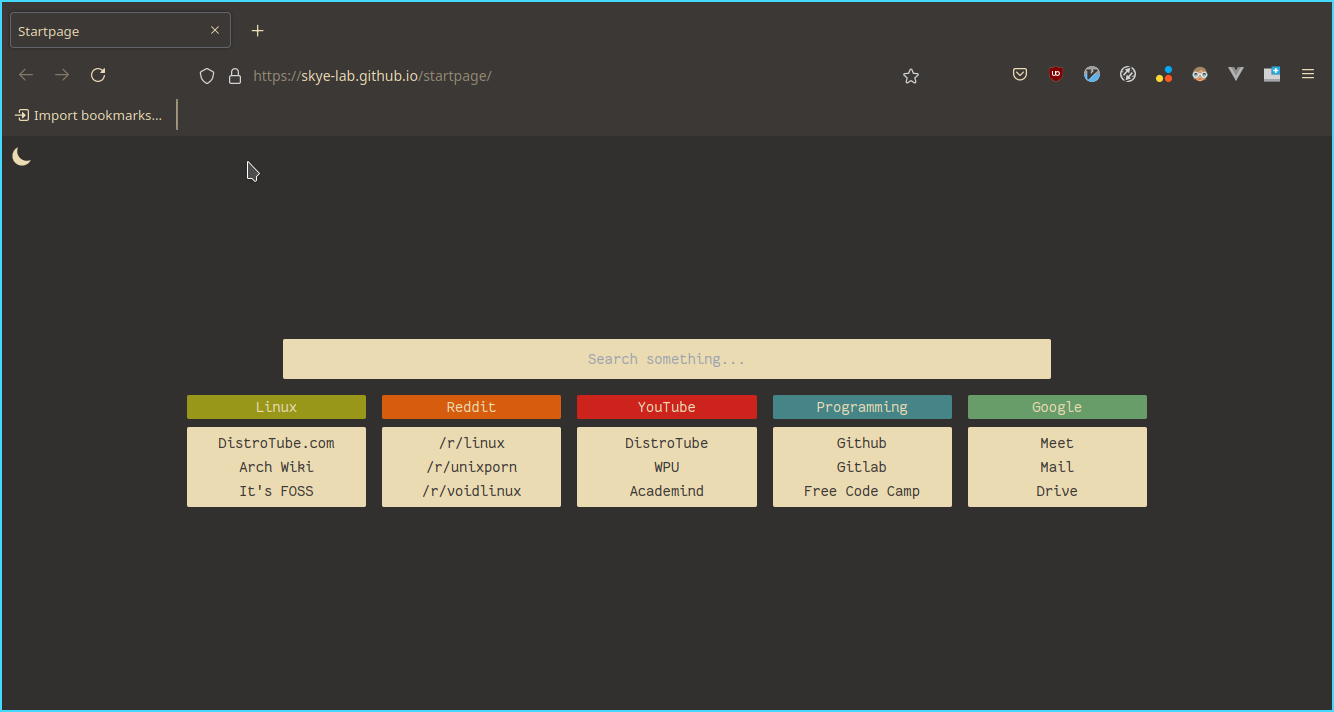 Startpage
https://skye-lab.github.io/startpage/
Import bookmarks...
Search something...
Linux Reddit YouTube Programming Google
DistroTube.com /r/linux DistroTube Github Meet
Arch Wiki /r/unixporn WPU Gitlab Mail
It's FOSS /r/voidlinux Academind Free Code Camp Drive